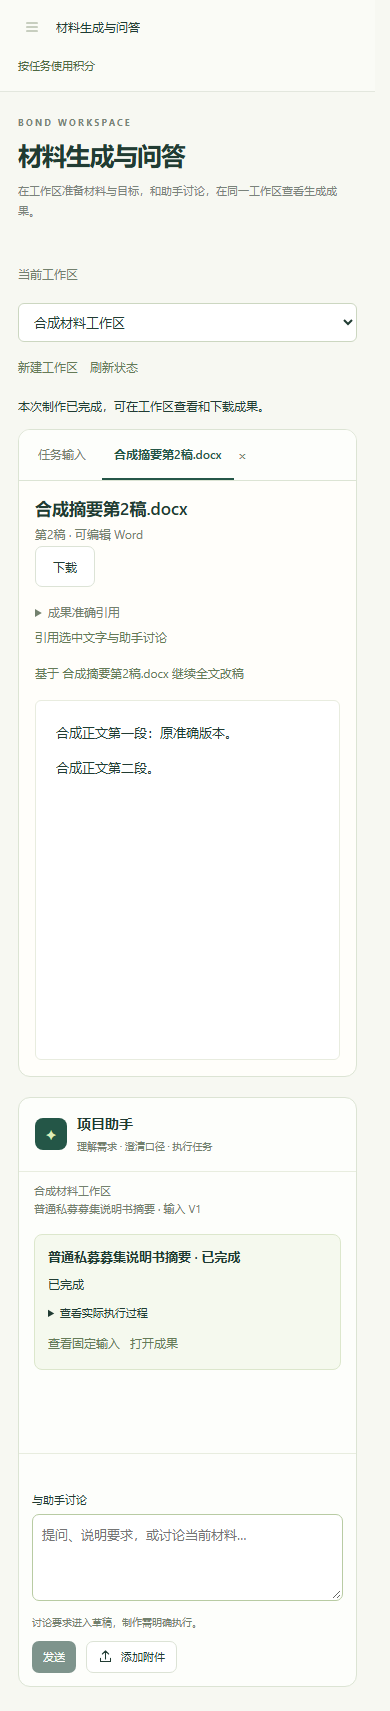 材料生成与问答
按任务使用积分
BOND WORKSPACE
材料生成与问答
在工作区准备材料与目标，和助手讨论，在同一工作区查看生成成
果。
当前工作区
合成材料工作区
新建工作区 刷新状态
本次制作已完成，可在工作区查看和下载成果。
任务输入 合成摘要第2稿.docx ×
合成摘要第2稿.docx
第2稿 · 可编辑 Word
下载
▶ 成果准确引用
引用选中文字与助手讨论
基于 合成摘要第2稿.docx 继续全文改稿
合成正文第一段：原准确版本。
合成正文第二段。
项目助手
理解需求 · 澄清口径 · 执行任务
合成材料工作区
普通私募募集说明书摘要 · 输入 V1
普通私募募集说明书摘要 · 已完成
已完成
▶ 查看实际执行过程
查看固定输入 打开成果
与助手讨论
提问、说明要求，或讨论当前材料...
讨论要求进入草稿，制作需明确执行。
发送 添加附件